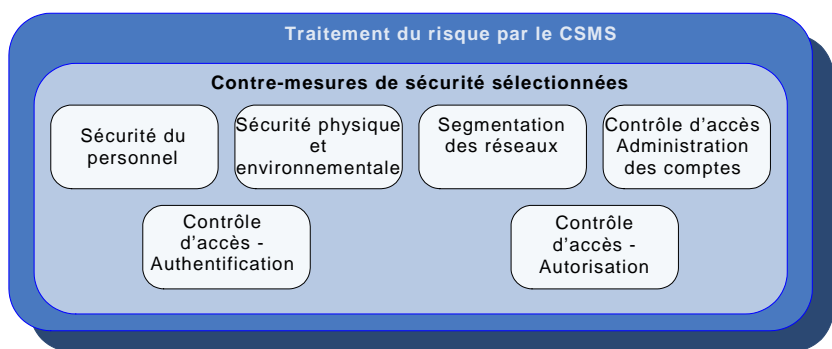 Traitement du risque par le CSMS
Contre-mesures de sécurité sélectionnées
Sécurité du
personnel
Sécurité physique
et
environnementale
Segmentation
des réseaux
Contrôle d'accès
Administration
des comptes
Contrôle
d'accès -
Authentification
Contrôle
d'accès -
Autorisation